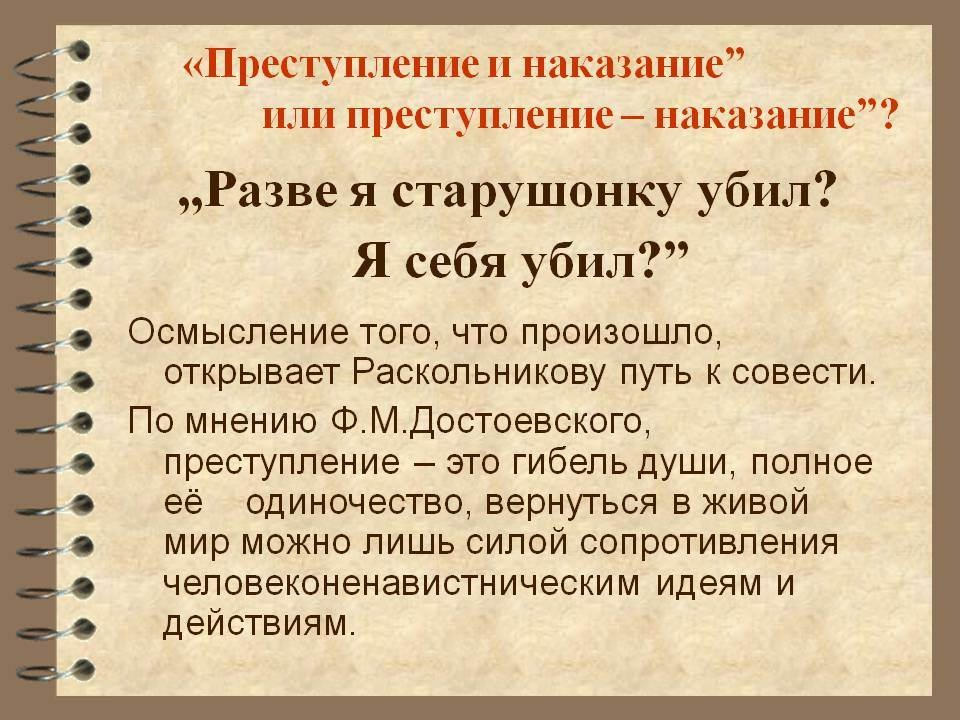 «Преступление и наказание”
или преступление – наказание”?
„Разве я старушонку убил?
Я себя убил?”
Осмысление того, что произошло,
открывает Раскольникову путь к совести.
По мнению Ф.М.Достоевского,
преступление – это гибель души, полное
её одиночество, вернуться в живой
мир можно лишь силой сопротивления
человеконенавистническим идеям и
действиям.